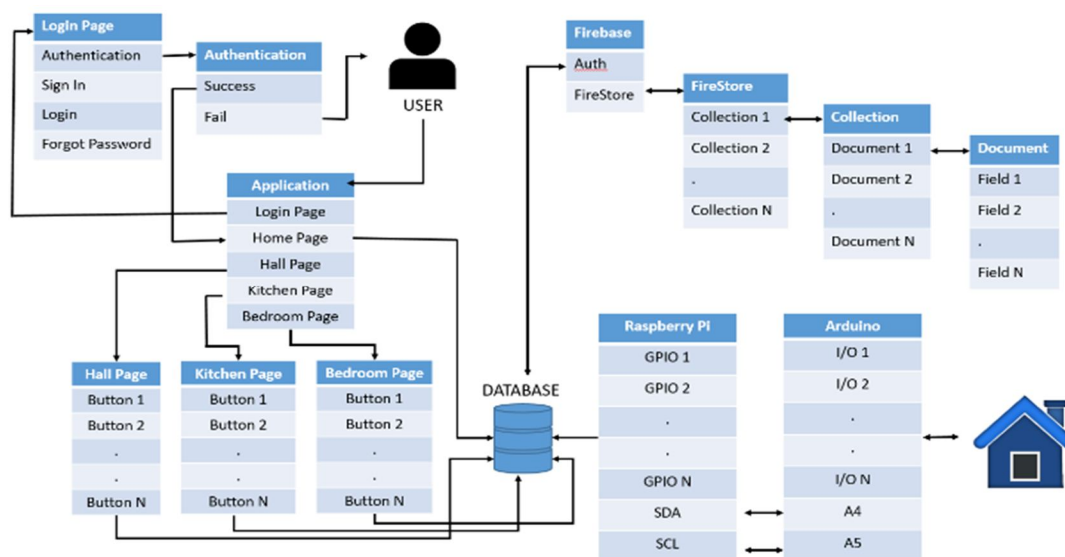 Login Page
Authentication
Sign In
Login
Forgot Password
Authentication
Success
Fail
USER
Application
Login Page
Home Page
Hall Page
Kitchen Page
Bedroom Page
Hall Page
Button 1
Button 2
.
.
Button N
Kitchen Page
Button 1
Button 2
.
.
Button N
Bedroom Page
Button 1
Button 2
.
.
Button N
DATABASE
Firebase
Auth
FireStore
FireStore
Collection 1
Collection 2
.
Collection N
Collection
Document 1
Document 2
.
Document N
Document
Field 1
Field 2
.
Field N
Raspberry Pi
GPIO 1
GPIO 2
.
.
GPIO N
SDA
SCL
Arduino
I/O 1
I/O 2
.
.
I/O N
A4
A5